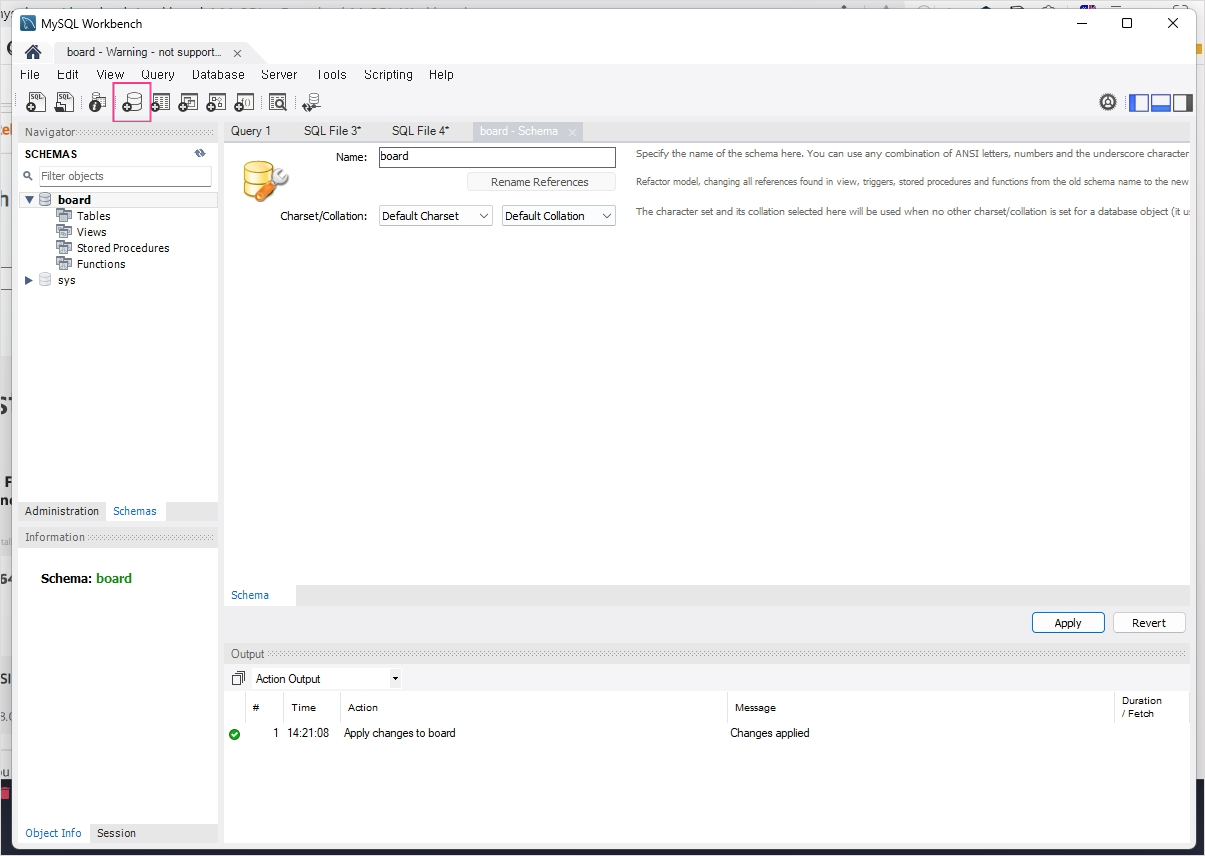 MySQL Workbench
board - Warning - not support...
File Edit View Query Database Server Tools Scripting Help
Navigator
SCHEMAS
Filter objects
board
Tables
Views
Stored Procedures
Functions
sys
Administration Schemas
Information
Schema: board
Object Info Session
Query 1 SQL File 3* SQL File 4* board - Schema
Name: board
Specify the name of the schema here. You can use any combination of ANSI letters, numbers and the underscore character
Rename References
Refactor model, changing all references found in view, triggers, stored procedures and functions from the old schema name to the new
Charset/Collation: Default Charset Default Collation
The character set and its collation selected here will be used when no other charset/collation is set for a database object (it us
Schema
Apply Revert
Output
Action Output
# Time Action Message Duration / Fetch
1 14:21:08 Apply changes to board Changes applied